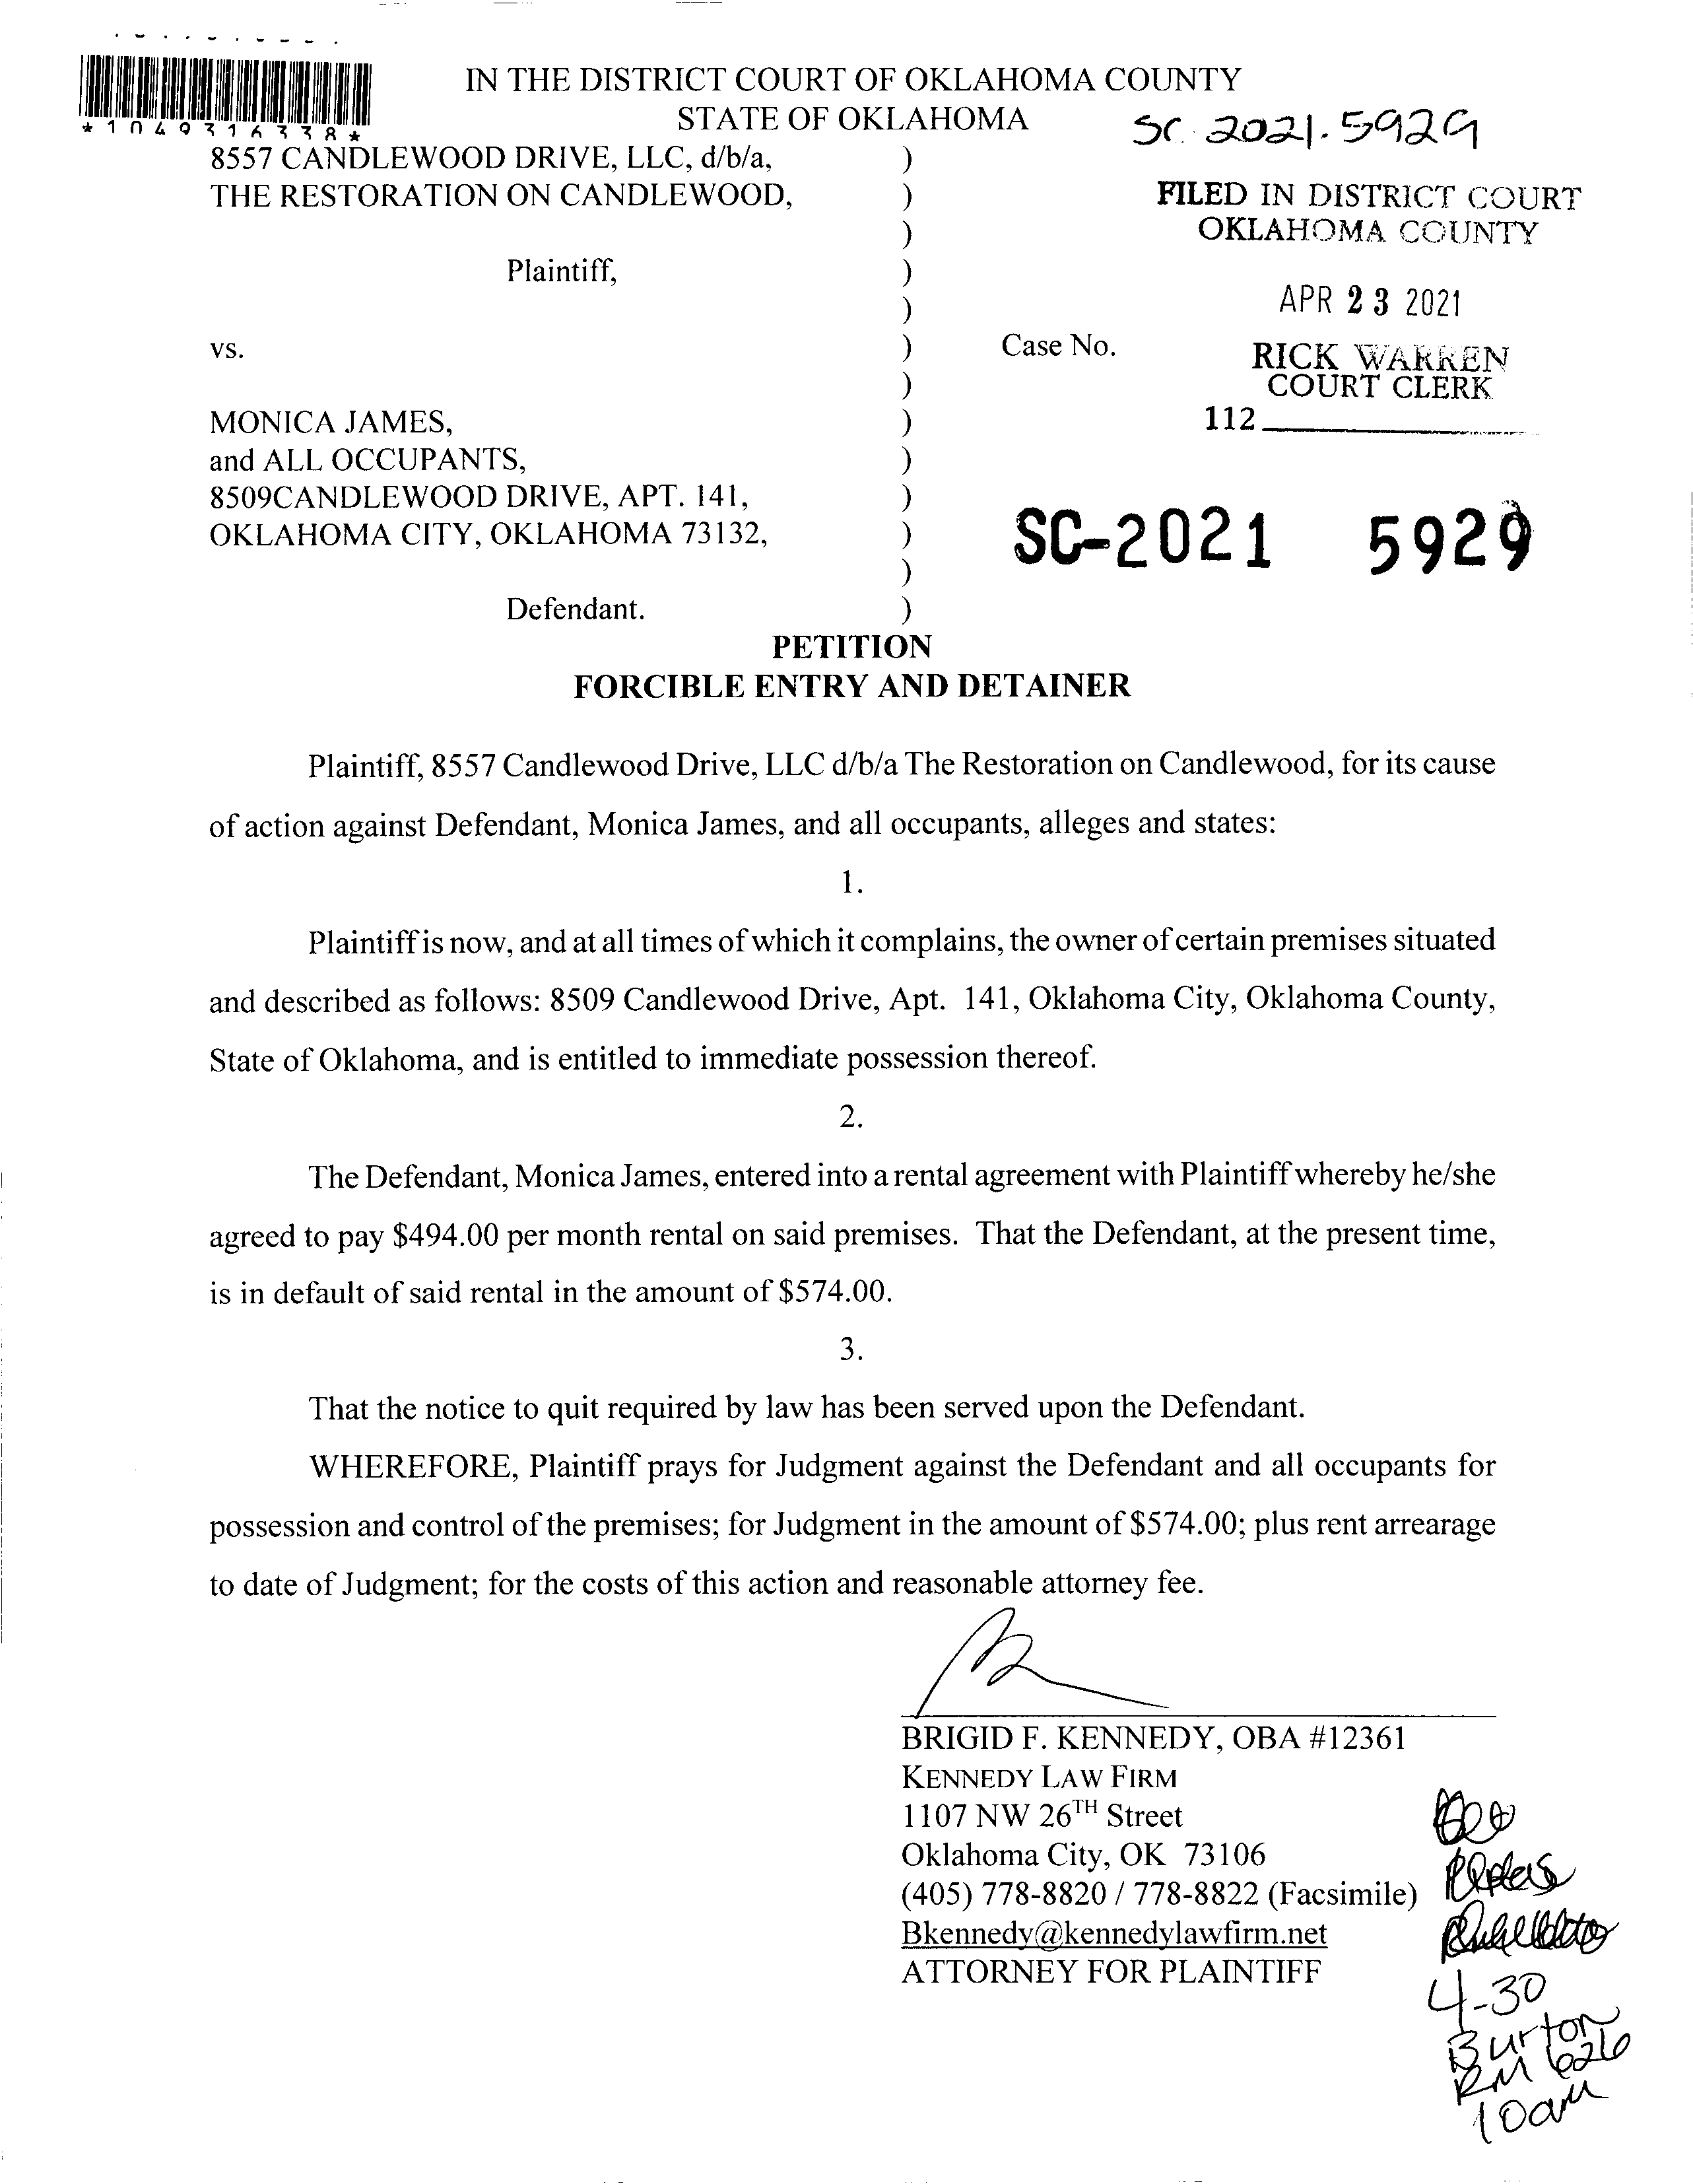 IN THE DISTRICT COURT OF OKLAHOMA COUNTY
STATE OF OKLAHOMA
SC 2021-5929
*1049316338*
8557 CANDLEWOOD DRIVE, LLC, d/b/a, )
THE RESTORATION ON CANDLEWOOD, )
FILED IN DISTRICT COURT
OKLAHOMA COUNTY
)
Plaintiff, )
APR 23 2021
)
vs. ) Case No.
RICK WARREN
COURT CLERK
)
112
MONICA JAMES, )
and ALL OCCUPANTS, )
8509CANDLEWOOD DRIVE, APT. 141, )
OKLAHOMA CITY, OKLAHOMA 73132, )
SC-2021 5929
)
Defendant. )
PETITION
FORCIBLE ENTRY AND DETAINER
Plaintiff, 8557 Candlewood Drive, LLC d/b/a The Restoration on Candlewood, for its cause
of action against Defendant, Monica James, and all occupants, alleges and states:
1.
Plaintiff is now, and at all times of which it complains, the owner of certain premises situated
and described as follows: 8509 Candlewood Drive, Apt. 141, Oklahoma City, Oklahoma County,
State of Oklahoma, and is entitled to immediate possession thereof.
2.
The Defendant, Monica James, entered into a rental agreement with Plaintiff whereby he/she
agreed to pay $494.00 per month rental on said premises. That the Defendant, at the present time,
is in default of said rental in the amount of $574.00.
3.
That the notice to quit required by law has been served upon the Defendant.
WHEREFORE, Plaintiff prays for Judgment against the Defendant and all occupants for
possession and control of the premises; for Judgment in the amount of $574.00; plus rent arrearage
to date of Judgment; for the costs of this action and reasonable attorney fee.
BRIGID F. KENNEDY, OBA #12361
KENNEDY LAW FIRM
1107 NW 26TH Street
Oklahoma City, OK 73106
(405) 778-8820 / 778-8822 (Facsimile)
Bkennedy@kennedylawfirm.net
ATTORNEY FOR PLAINTIFF
4-30
Burton
RM 626
10am